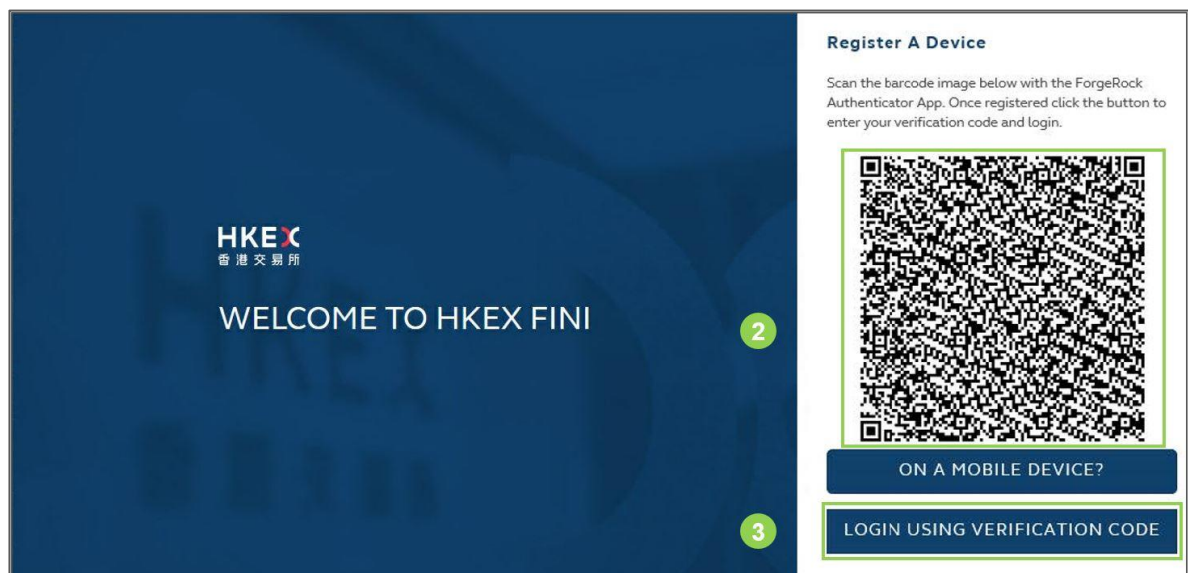 HKEX
香港交易所
WELCOME TO HKEX FINI
Register A Device
Scan the barcode image below with the ForgeRock
Authenticator App. Once registered click the button to
enter your verification code and login.
2
ON A MOBILE DEVICE?
3
LOGIN USING VERIFICATION CODE